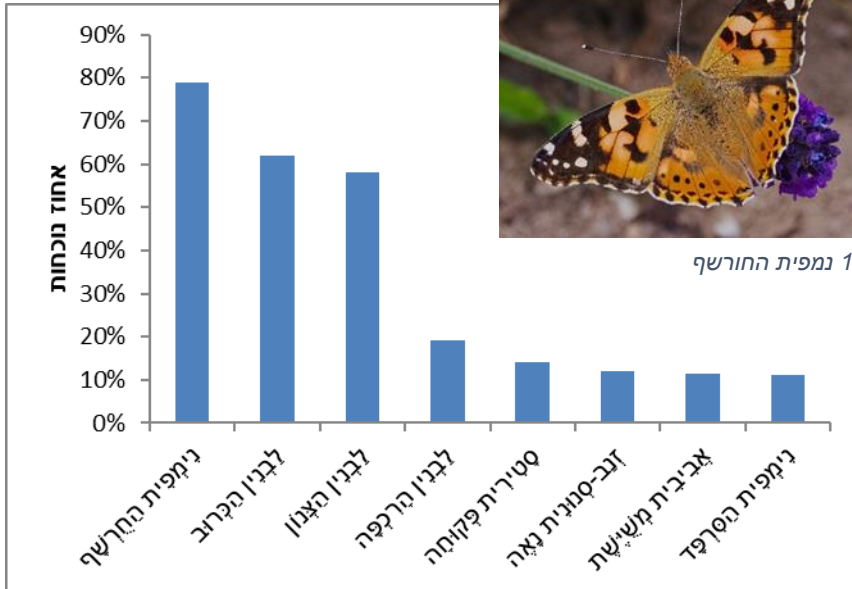 90%
80%
70%
60%
50%
40%
30%
20%
10%
0%
אחוז נוכחות
1 נמפית החורשף
נִימְפִית הַחֻרְשָׁף
לַבְנִין הַכְּרוּב
לַבְנִין הַצְּנוֹן
לַבְנִין הָרִכְפָּה
סָטִירִית פְּקוּחָה
זְנַב-סְנוּנִית נָאֶה
אֲבִיבִית מְשֻׁיֶּשֶׁת
נִימְפִית הַסִּרְפָּד